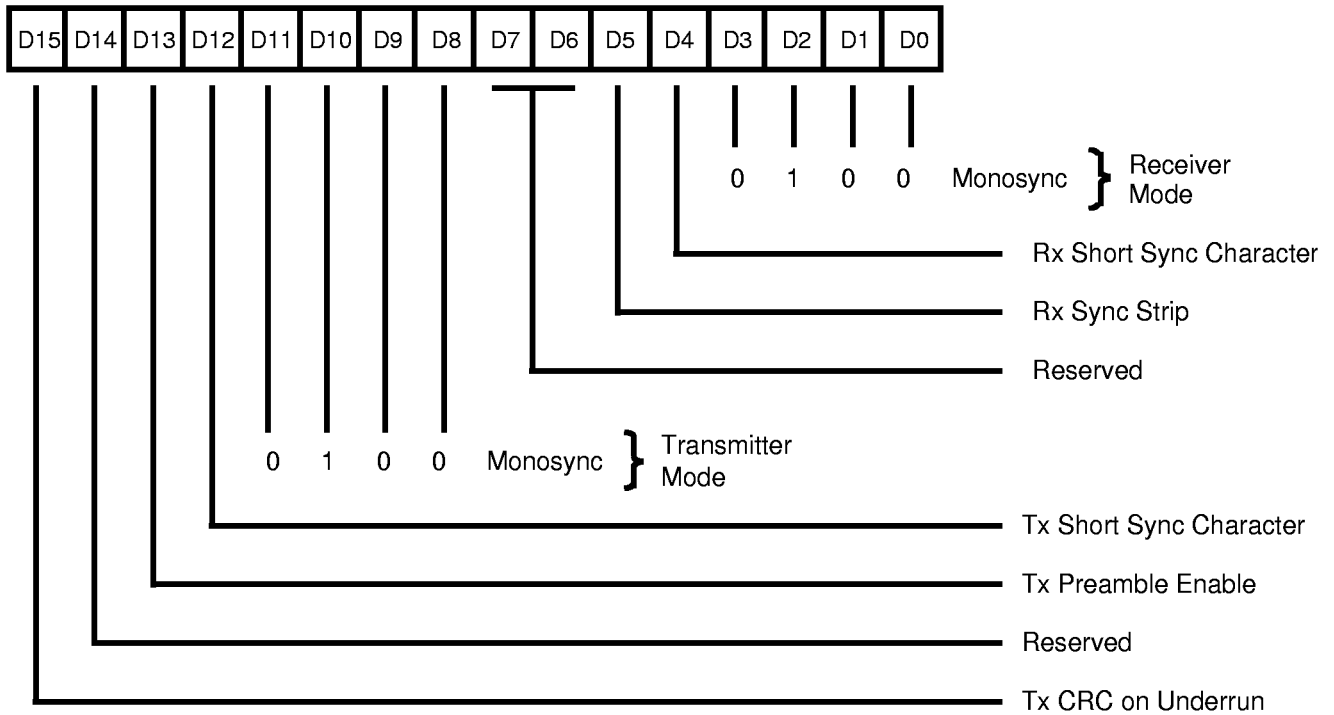 D15 D14 D13 D12 D11 D10 D9 D8 D7 D6 D5 D4 D3 D2 D1 D0
0 1 0 0 Monosync } Receiver
Mode
Rx Short Sync Character
Rx Sync Strip
Reserved
0 1 0 0 Monosync } Transmitter
Mode
Tx Short Sync Character
Tx Preamble Enable
Reserved
Tx CRC on Underrun